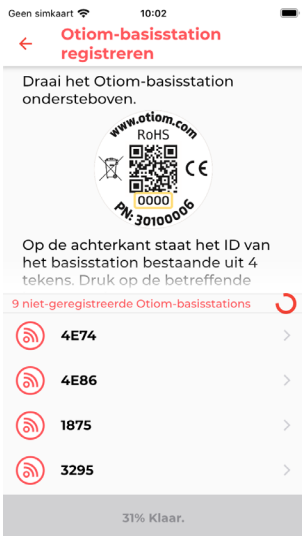 Geen simkaart 10:02
Otiom-basisstation
registreren
Draai het Otiom-basisstation
ondersteboven.
www.otiom.com
RoHS
CE
0000
PN: 30100006
Op de achterkant staat het ID van
het basisstation bestaande uit 4
tekens. Druk op de betreffende
9 niet-geregistreerde Otiom-basisstations
4E74
4E86
1875
3295
31% Klaar.